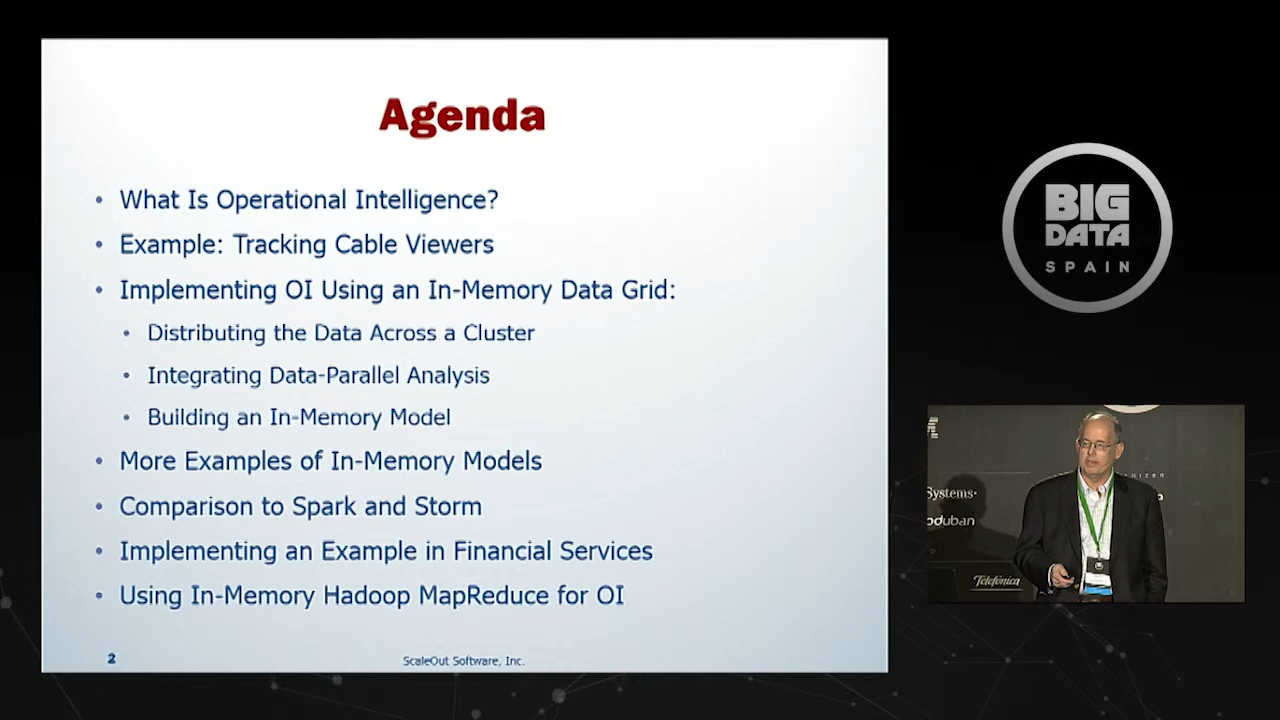 Agenda
• What Is Operational Intelligence?
• Example: Tracking Cable Viewers
• Implementing OI Using an In-Memory Data Grid:
• Distributing the Data Across a Cluster
• Integrating Data-Parallel Analysis
• Building an In-Memory Model
• More Examples of In-Memory Models
• Comparison to Spark and Storm
• Implementing an Example in Financial Services
• Using In-Memory Hadoop MapReduce for OI
2
ScaleOut Software, Inc.
BIG
DATA
SPAIN
Systems
Telefónica